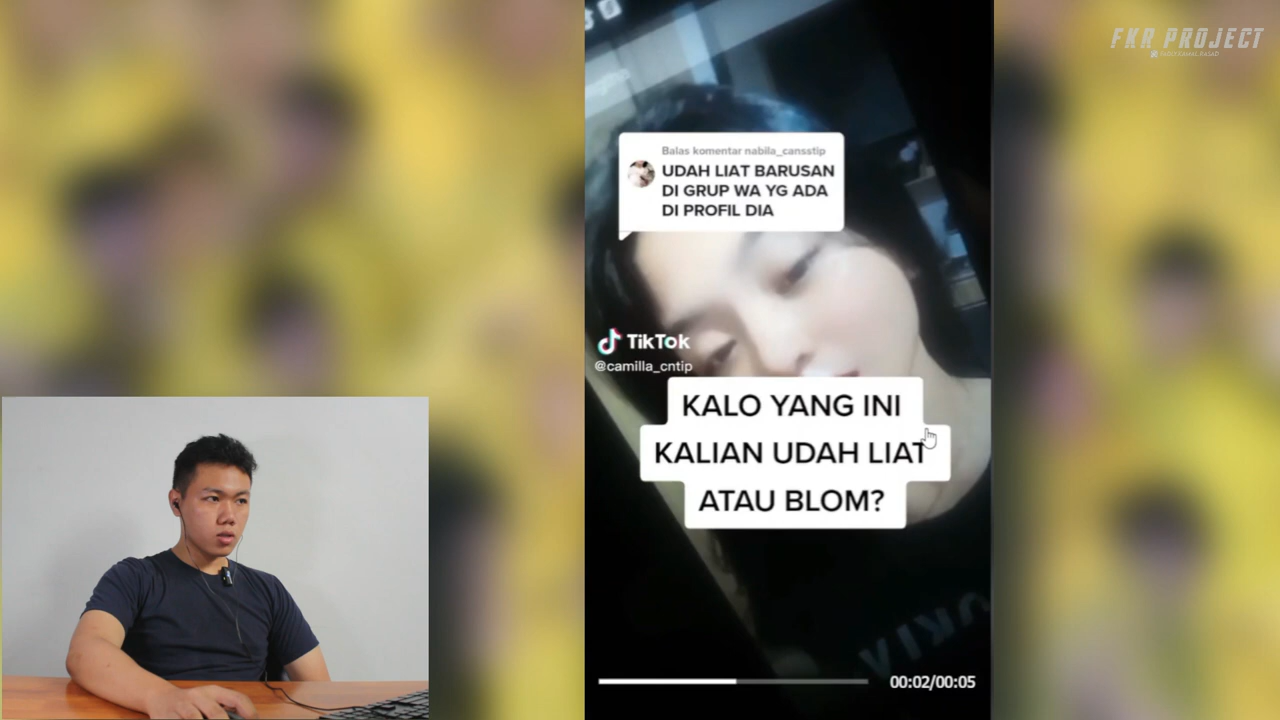 FKR PROJECT
Balas komentar nabila_cansstip
UDAH LIAT BARUSAN
DI GRUP WA YG ADA
DI PROFIL DIA
TikTok
@camilla_cntip
KALO YANG INI
KALIAN UDAH LIAT
ATAU BLOM?
00:02/00:05